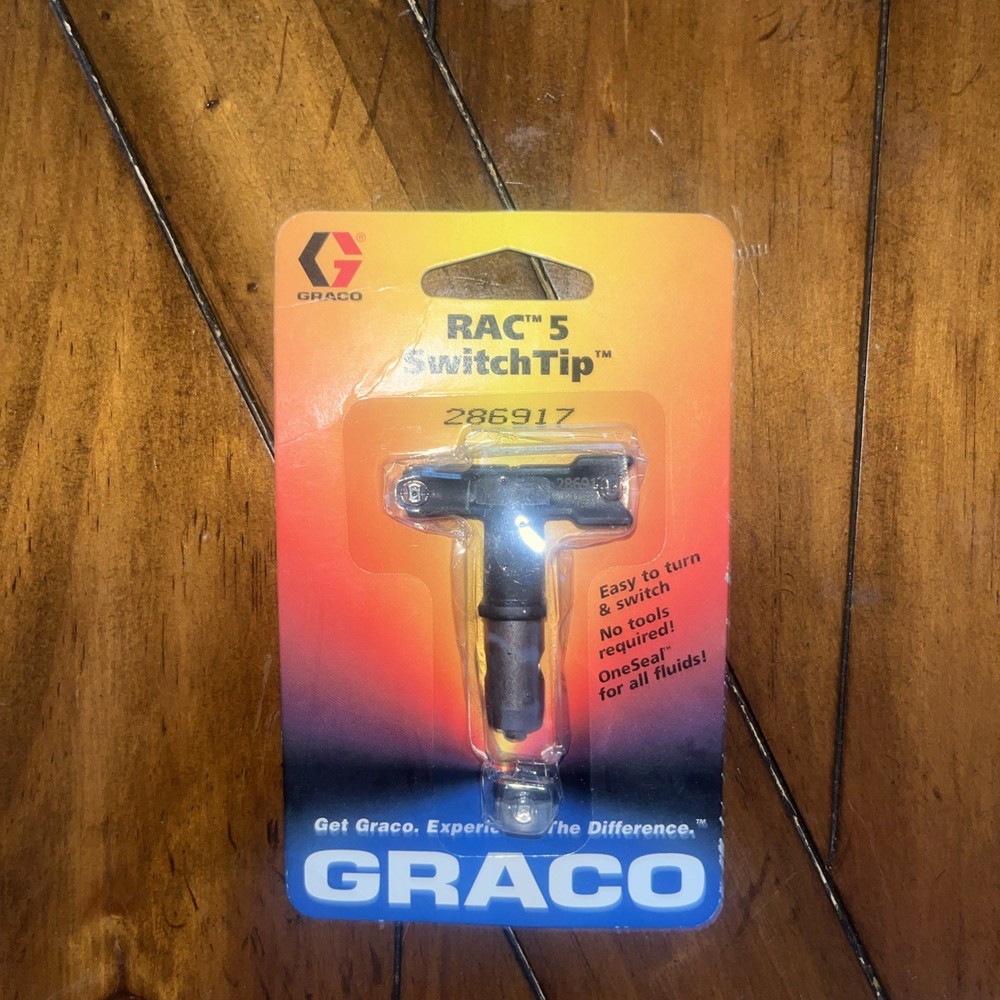 GRACO
RAC™ 5
SwitchTip™
286917
Easy to turn
& switch
No tools
required!
OneSeal™
for all fluids!
Get Graco. The Difference.™
GRACO